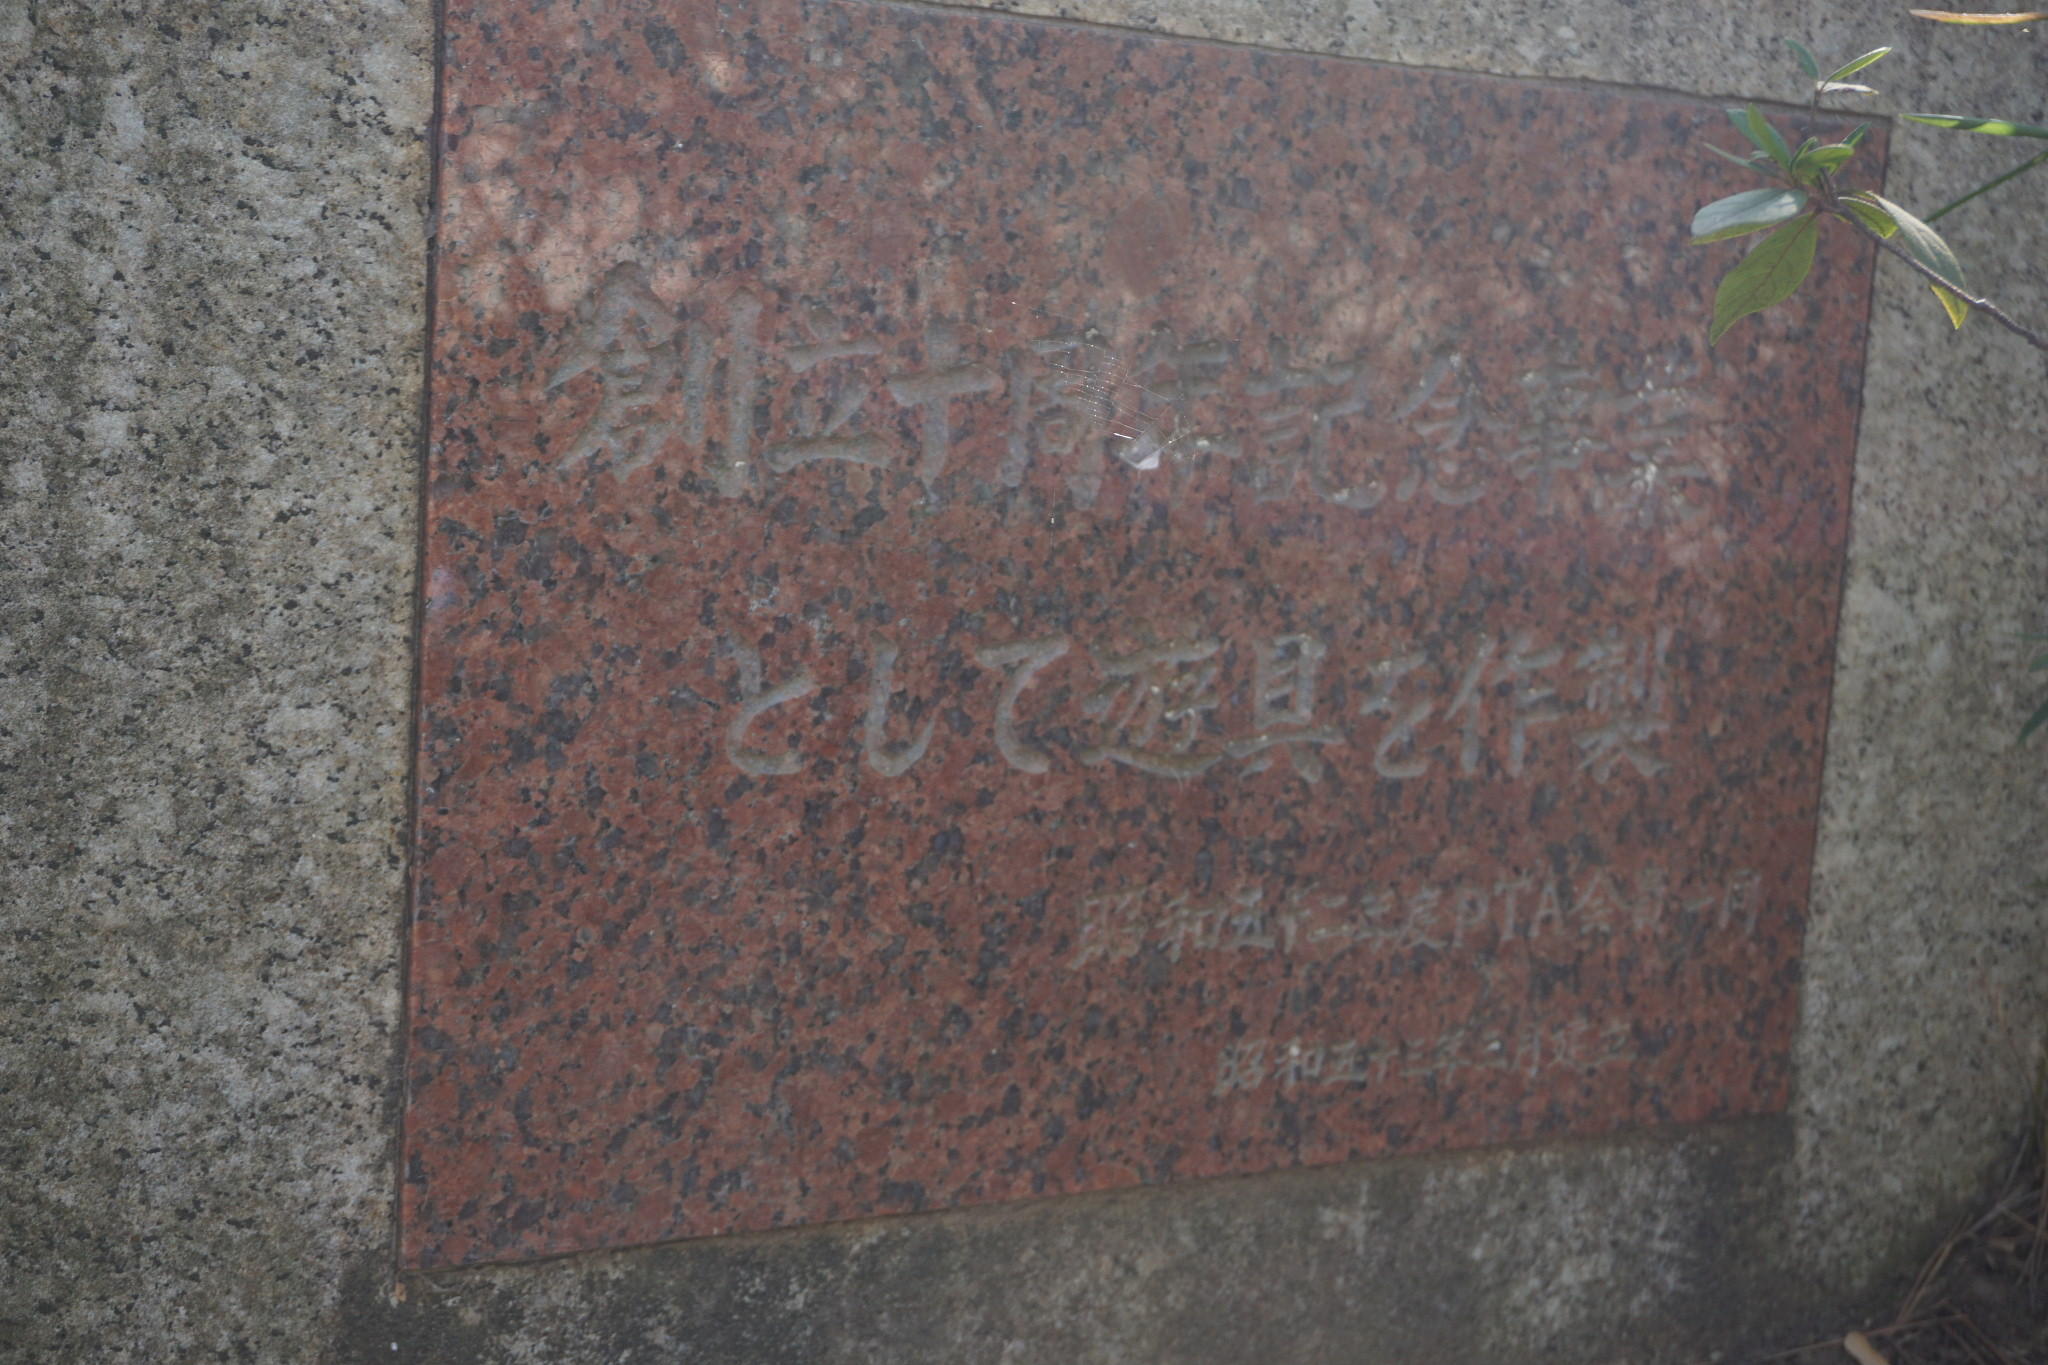 創立十周年記念事業
として遊具を作製
昭和五十二年度PTA会員一同
昭和五十三年三月建立